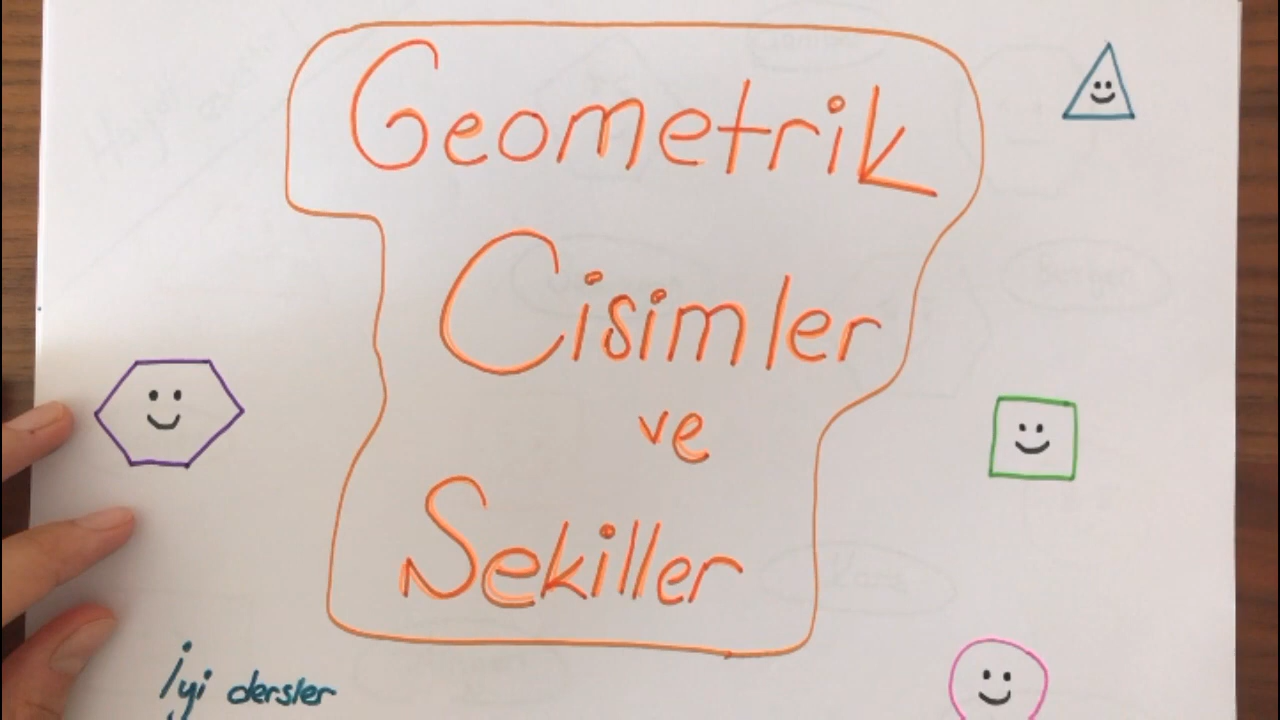 Geometrik
Cisimler
ve
Sekiller
İyi dersler